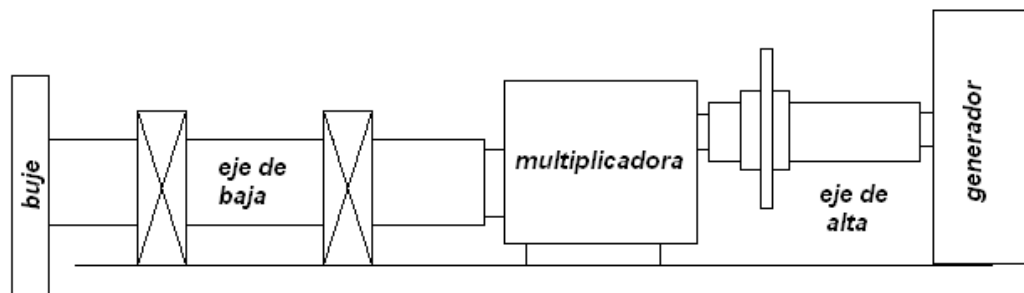 buje
eje de
baja
multiplicadora
eje de
alta
generador